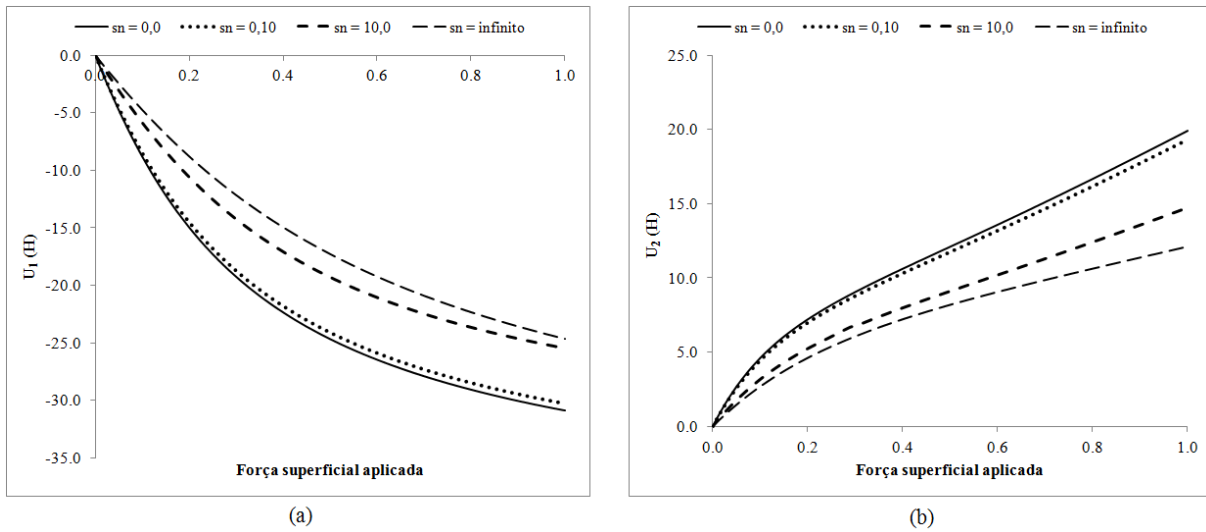 sn = 0,0 sn = 0,10 sn = 10,0 sn = infinito
0.0
0.0 0.2 0.4 0.6 0.8 1.0
-5.0
-10.0
-15.0
-20.0
-25.0
-30.0
-35.0
U1 (H)
Força superficial aplicada
(a)
sn = 0,0 sn = 0,10 sn = 10,0 sn = infinito
25.0
20.0
15.0
10.0
5.0
0.0
U2 (H)
0.0 0.2 0.4 0.6 0.8 1.0
Força superficial aplicada
(b)